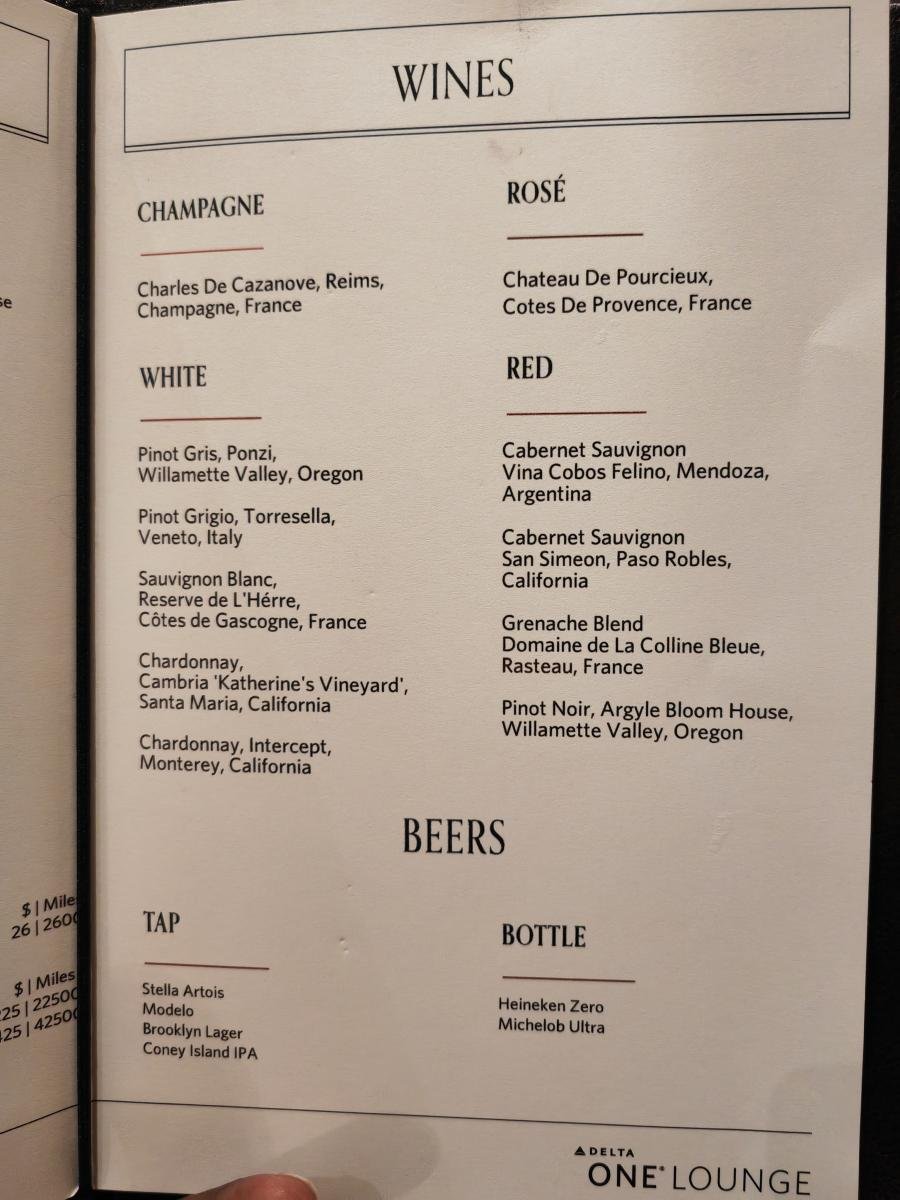 WINES
CHAMPAGNE
Charles De Cazanove, Reims,
Champagne, France
WHITE
Pinot Gris, Ponzi,
Willamette Valley, Oregon
Pinot Grigio, Torresella,
Veneto, Italy
Sauvignon Blanc,
Reserve de L'Hérre,
Côtes de Gascogne, France
Chardonnay,
Cambria 'Katherine's Vineyard',
Santa Maria, California
Chardonnay, Intercept,
Monterey, California
ROSÉ
Chateau De Pourcieux,
Cotes De Provence, France
RED
Cabernet Sauvignon
Vina Cobos Felino, Mendoza,
Argentina
Cabernet Sauvignon
San Simeon, Paso Robles,
California
Grenache Blend
Domaine de La Colline Bleue,
Rasteau, France
Pinot Noir, Argyle Bloom House,
Willamette Valley, Oregon
BEERS
TAP
Stella Artois
Modelo
Brooklyn Lager
Coney Island IPA
BOTTLE
Heineken Zero
Michelob Ultra
DELTA
ONE® LOUNGE
$ | Mile
26 |
$ | Miles